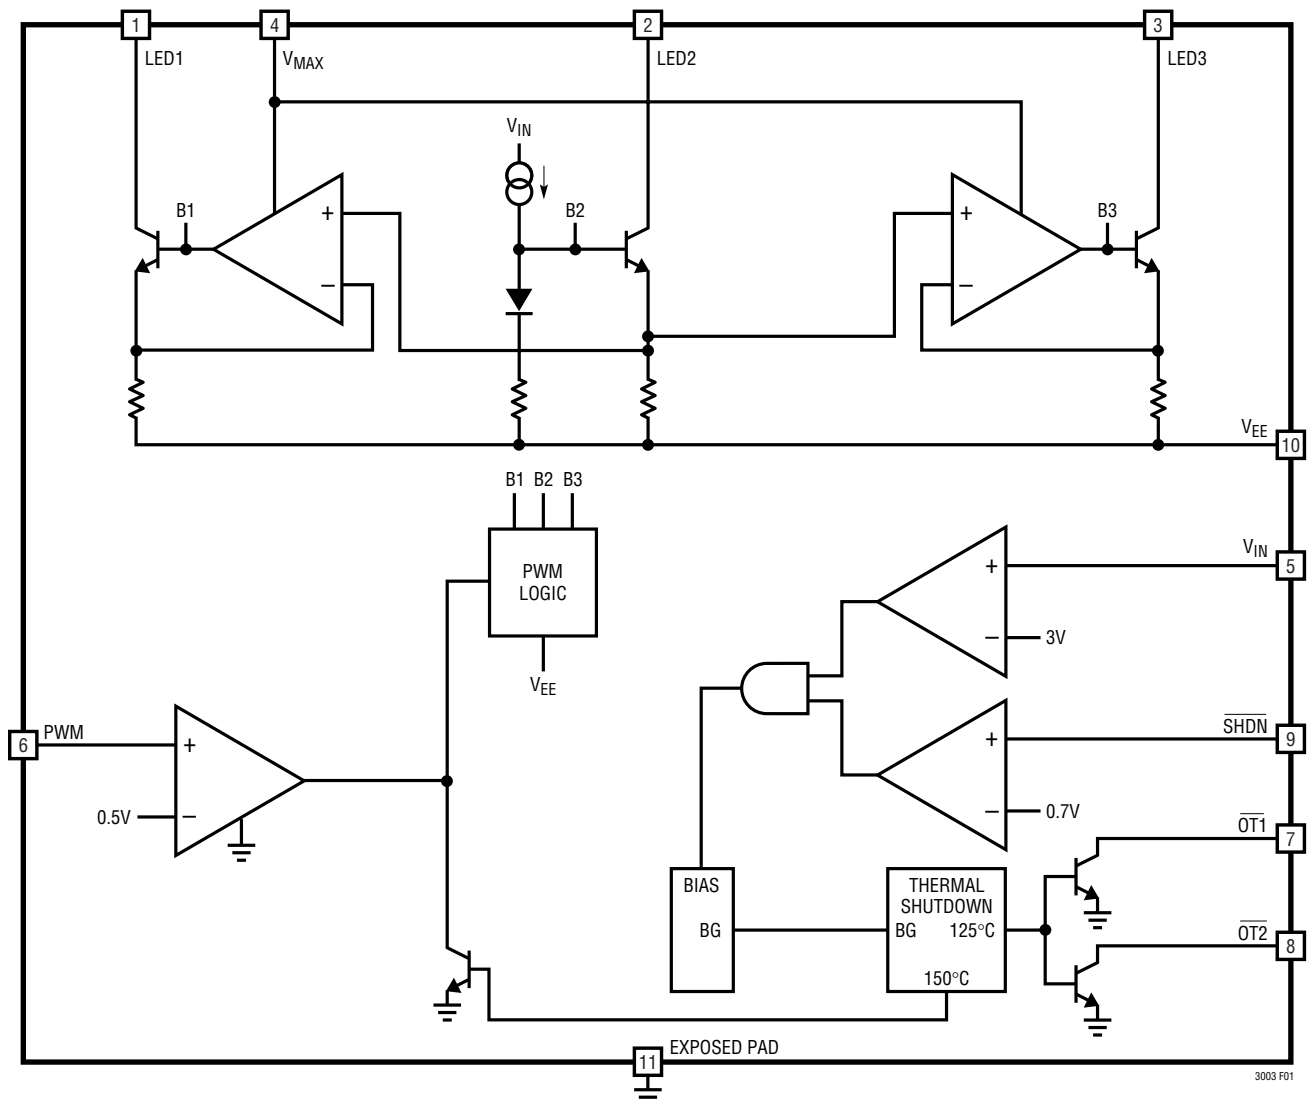 1
4
2
3
LED1
VMAX
LED2
LED3
VIN
B1
+
−
B2
+
−
B3
VEE
10
B1 B2 B3
PWM
LOGIC
VEE
+
−
3V
VIN
5
6
PWM
+
−
0.5V
+
−
0.7V
SHDN
9
OT1
7
BIAS
BG
THERMAL
SHUTDOWN
BG 125°C
150°C
OT2
8
11
EXPOSED PAD
3003 F01